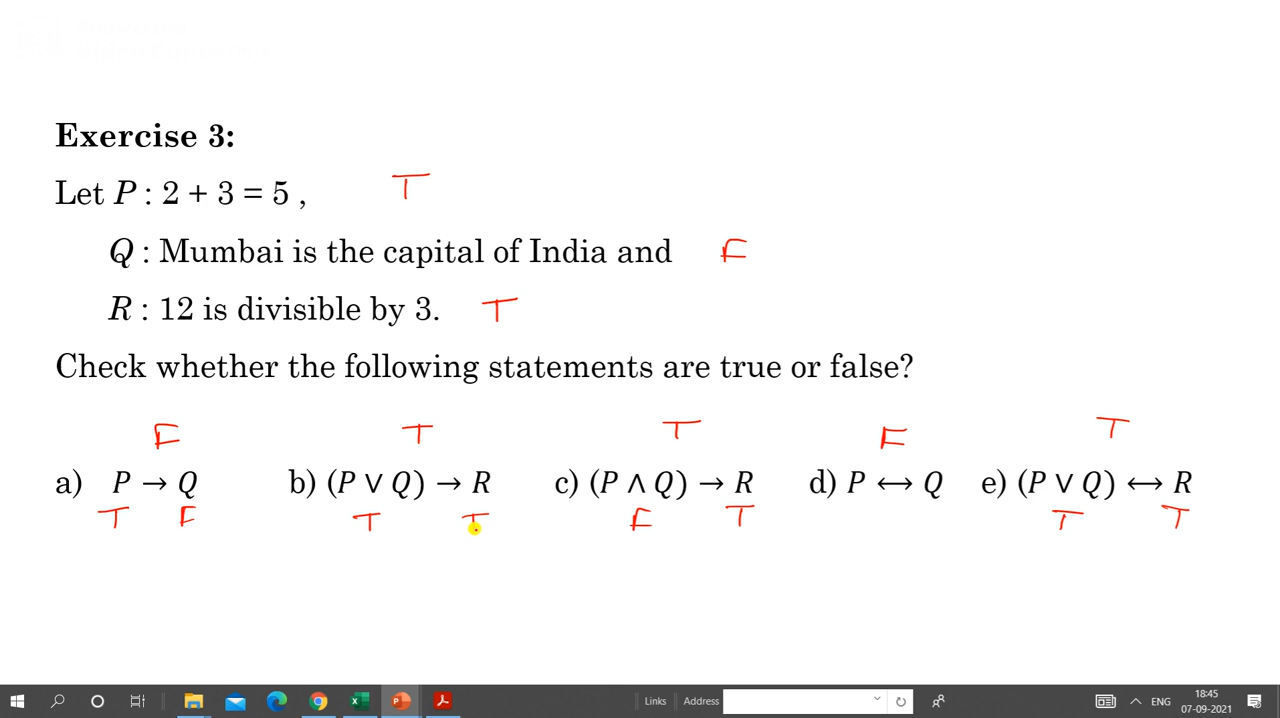 Exercise 3:
Let P : 2 + 3 = 5 , T
Q : Mumbai is the capital of India and F
R : 12 is divisible by 3. T
Check whether the following statements are true or false?
F T T F T
a) P → Q b) (P ∨ Q) → R c) (P ∧ Q) → R d) P ↔ Q e) (P ∨ Q) ↔ R
T F T T F T T T
Links Address ENG 18:45
07-09-2021